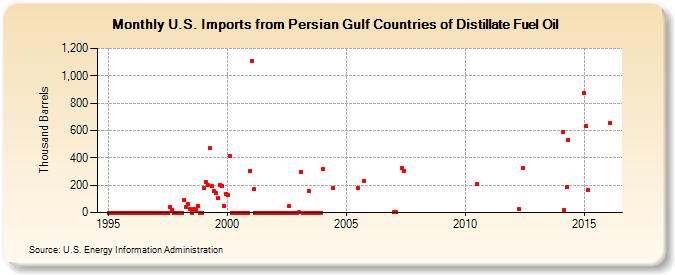 Monthly U.S. Imports from Persian Gulf Countries of Distillate Fuel Oil
Thousand Barrels
1,200
1,000
800
600
400
200
0
1995 2000 2005 2010 2015
Source: U.S. Energy Information Administration